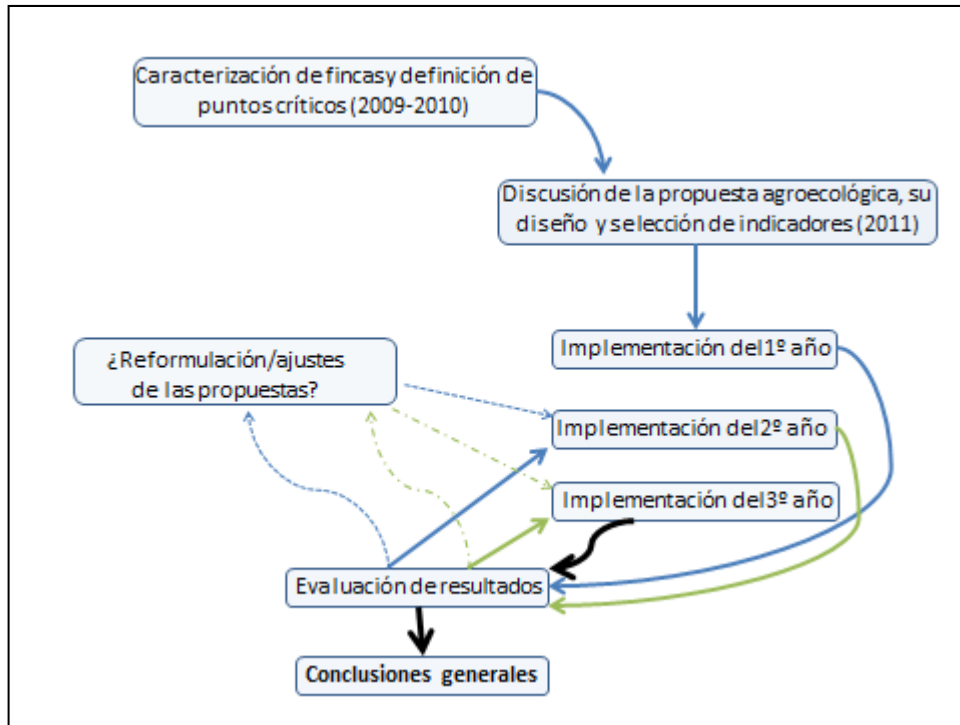 Caracterización de fincas y definición de
puntos críticos (2009-2010)
Discusión de la propuesta agroecológica, su
diseño y selección de indicadores (2011)
Implementación del 1º año
¿Reformulación/ajustes
de las propuestas?
Implementación del 2º año
Implementación del 3º año
Evaluación de resultados
Conclusiones generales